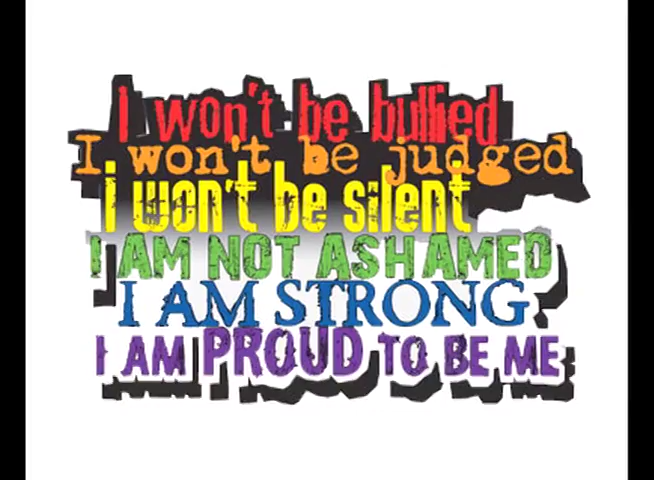 I won't be bullied
I won't be judged
i won't be silent
I AM NOT ASHAMED
I AM STRONG
I AM PROUD TO BE ME